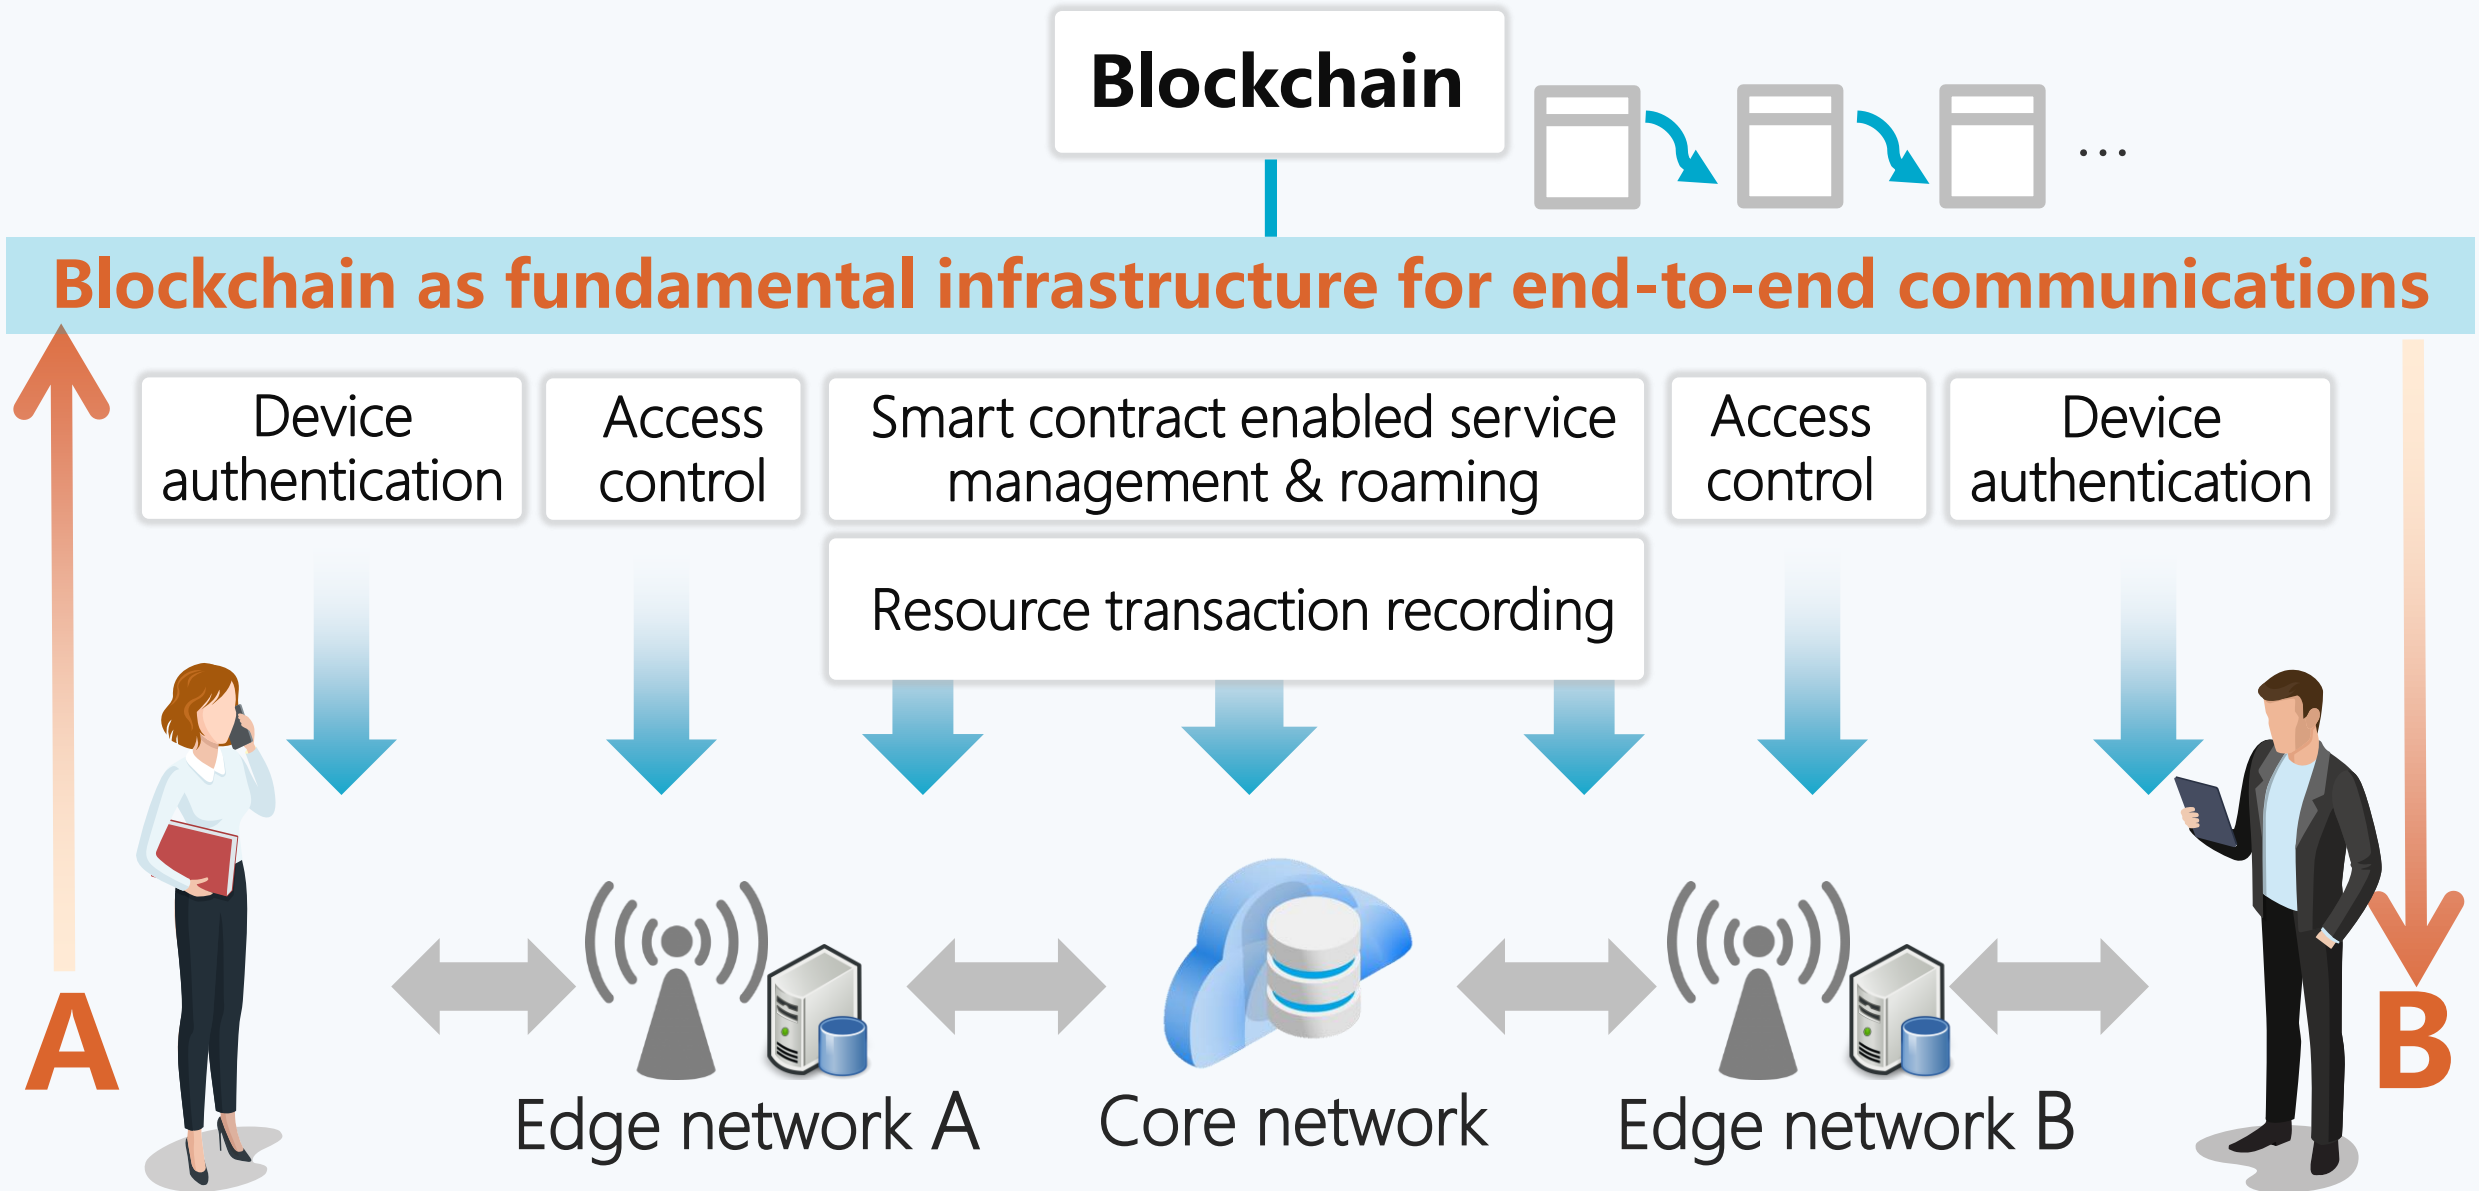 Blockchain
...
Blockchain as fundamental infrastructure for end-to-end communications
Device
authentication
Access
control
Smart contract enabled service
management & roaming
Access
control
Device
authentication
Resource transaction recording
A
B
Edge network A
Core network
Edge network B